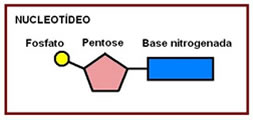 NUCLEOTÍDEO
Fosfato Pentose Base nitrogenada